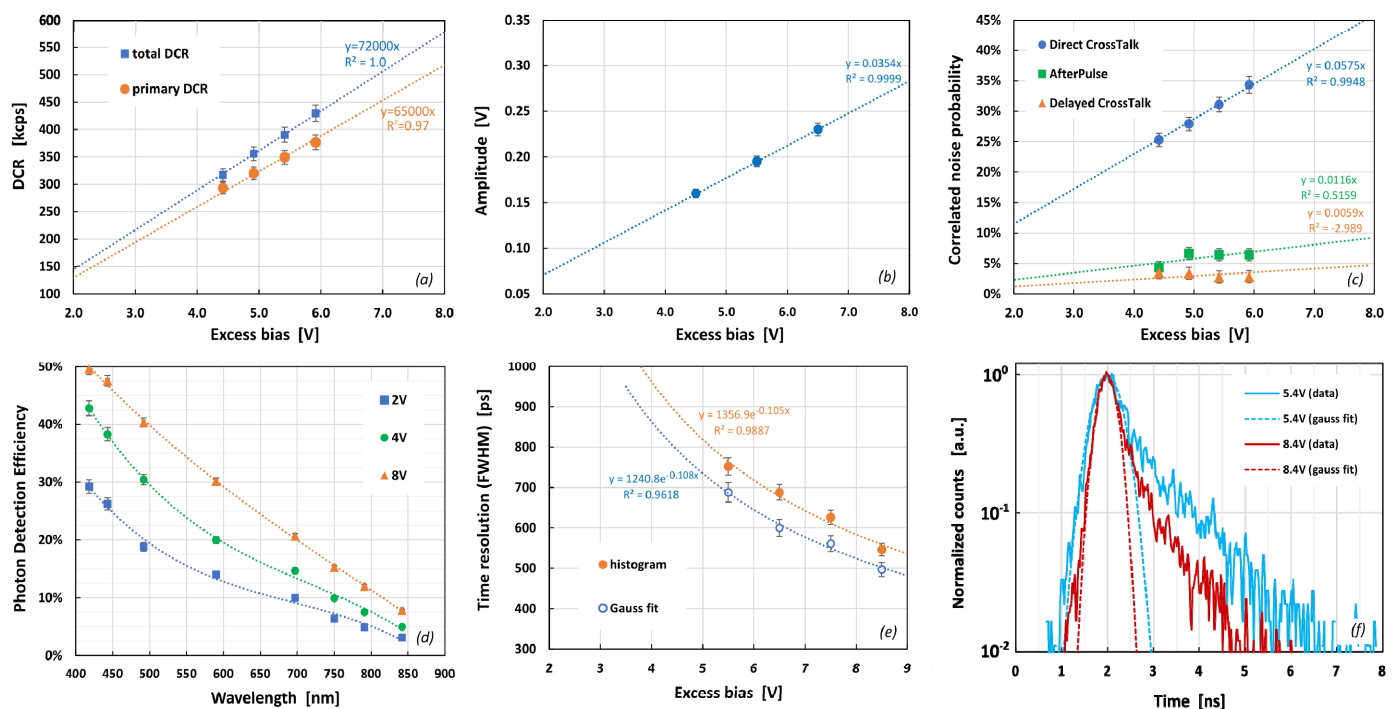 600
550
500
450
400
350
300
250
200
150
100
2.0 3.0 4.0 5.0 6.0 7.0 8.0
DCR [kcps]
Excess bias [V]
total DCR
primary DCR
y=72000x
R² = 1.0
y=65000x
R²=0.97
(a)
0.35
0.30
0.25
0.20
0.15
0.10
0.05
2.0 3.0 4.0 5.0 6.0 7.0 8.0
Amplitude [V]
Excess bias [V]
y = 0.0354x
R² = 0.9999
(b)
45%
40%
35%
30%
25%
20%
15%
10%
5%
0%
2.0 3.0 4.0 5.0 6.0 7.0 8.0
Correlated noise probability
Excess bias [V]
Direct CrossTalk
AfterPulse
Delayed CrossTalk
y = 0.0575x
R² = 0.9948
y = 0.0116x
R² = 0.5159
y = 0.0059x
R² = -2.989
(c)
50%
40%
30%
20%
10%
0%
400 450 500 550 600 650 700 750 800 850 900
Photon Detection Efficiency
Wavelength [nm]
2V
4V
8V
(d)
1000
900
800
700
600
500
400
300
2 3 4 5 6 7 8 9
Time resolution (FWHM) [ps]
Excess bias [V]
y = 1356.9e^-0.105x
R² = 0.9887
y = 1240.8e^-0.108x
R² = 0.9618
histogram
Gauss fit
(e)
10⁰
10⁻¹
10⁻²
0 1 2 3 4 5 6 7 8
Normalized counts [a.u.]
Time [ns]
5.4V (data)
5.4V (gauss fit)
8.4V (data)
8.4V (gauss fit)
(f)